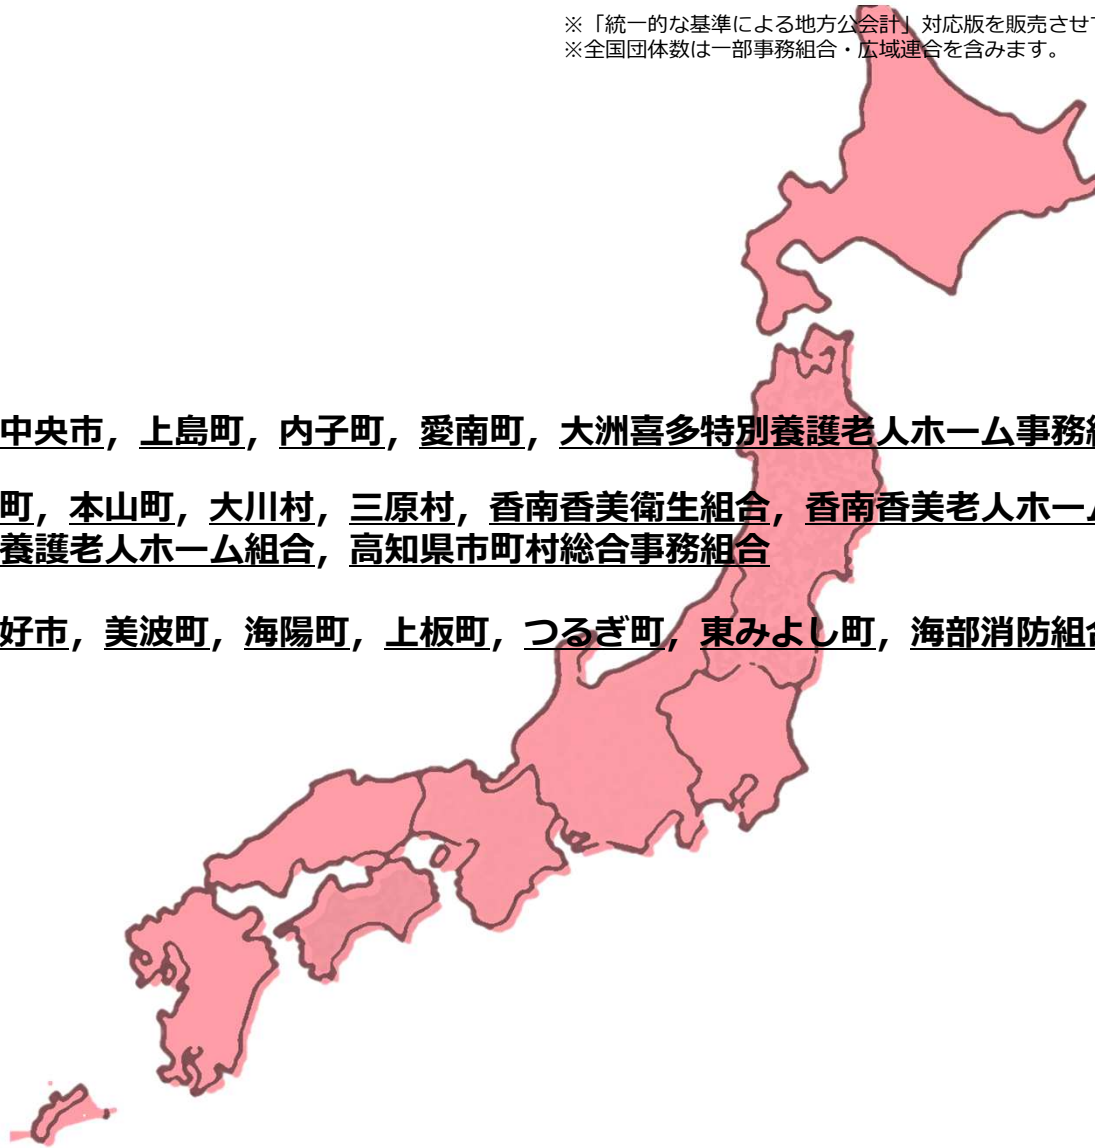 ※「統一的な基準による地方公会計」対応版を販売させ
※全国団体数は一部事務組合・広域連合を含みます。
中央市，上島町，内子町，愛南町，大洲喜多特別養護老人ホーム事務
町，本山町，大川村，三原村，香南香美衛生組合，香南香美老人ホーム
養護老人ホーム組合，高知県市町村総合事務組合
好市，美波町，海陽町，上板町，つるぎ町，東みよし町，海部消防組合